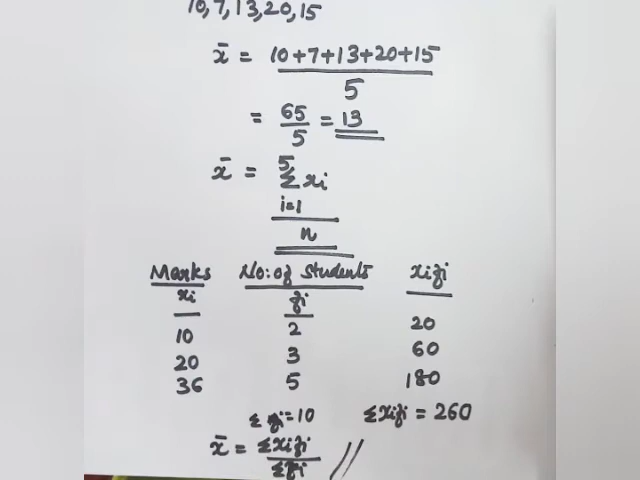 10, 7, 13, 20, 15
x̄ = 10+7+13+20+15
5
= 65/5 = 13
x̄ = 5
Σ xi
i=1
n
Marks No: of Students xifi
xi fi
10 2 20
20 3 60
36 5 180
Σfi = 10 Σxifi = 260
x̄ = Σxifi
Σfi